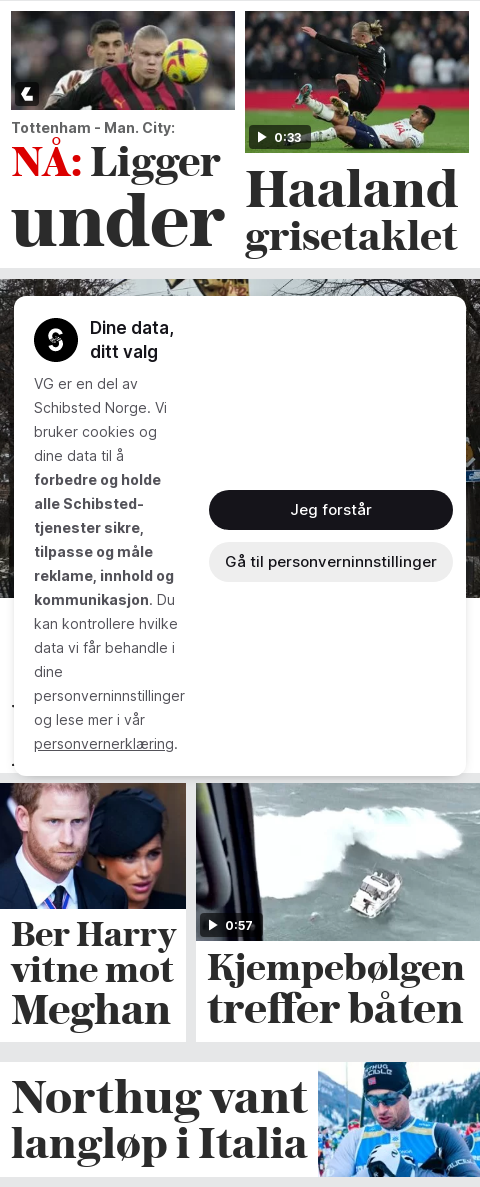 Tottenham - Man. City:
NÅ: Ligger
under
0:33
Haaland
grisetaklet
Dine data,
ditt valg
VG er en del av
Schibsted Norge. Vi
bruker cookies og
dine data til å
forbedre og holde
alle Schibsted-
tjenester sikre,
tilpasse og måle
reklame, innhold og
kommunikasjon. Du
kan kontrollere hvilke
data vi får behandle i
dine
personverninnstillinger
og lese mer i vår
personvernerklæring.
Jeg forstår
Gå til personverninnstillinger
Ber Harry
vitne mot
Meghan
0:57
Kjempebølgen
treffer båten
Northug vant
langløp i Italia